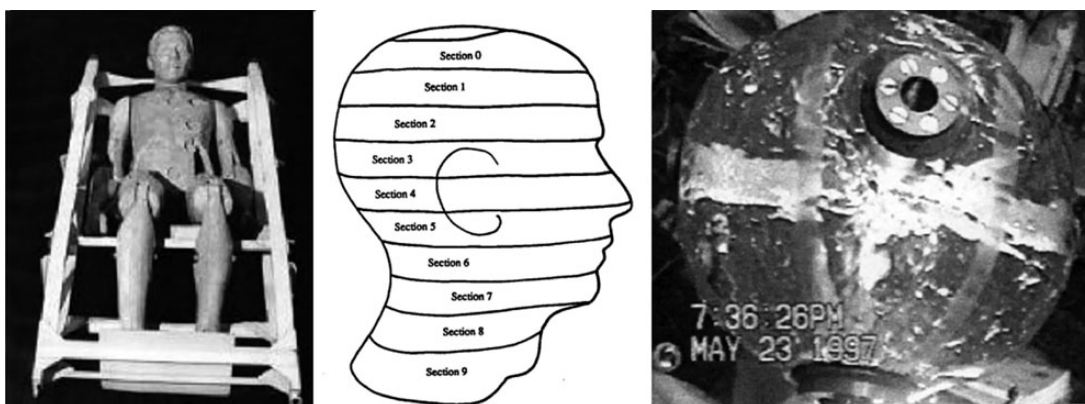 Section 0
Section 1
Section 2
Section 3
Section 4
Section 5
Section 6
Section 7
Section 8
Section 9
7:36:26PM
MAY 23 1997